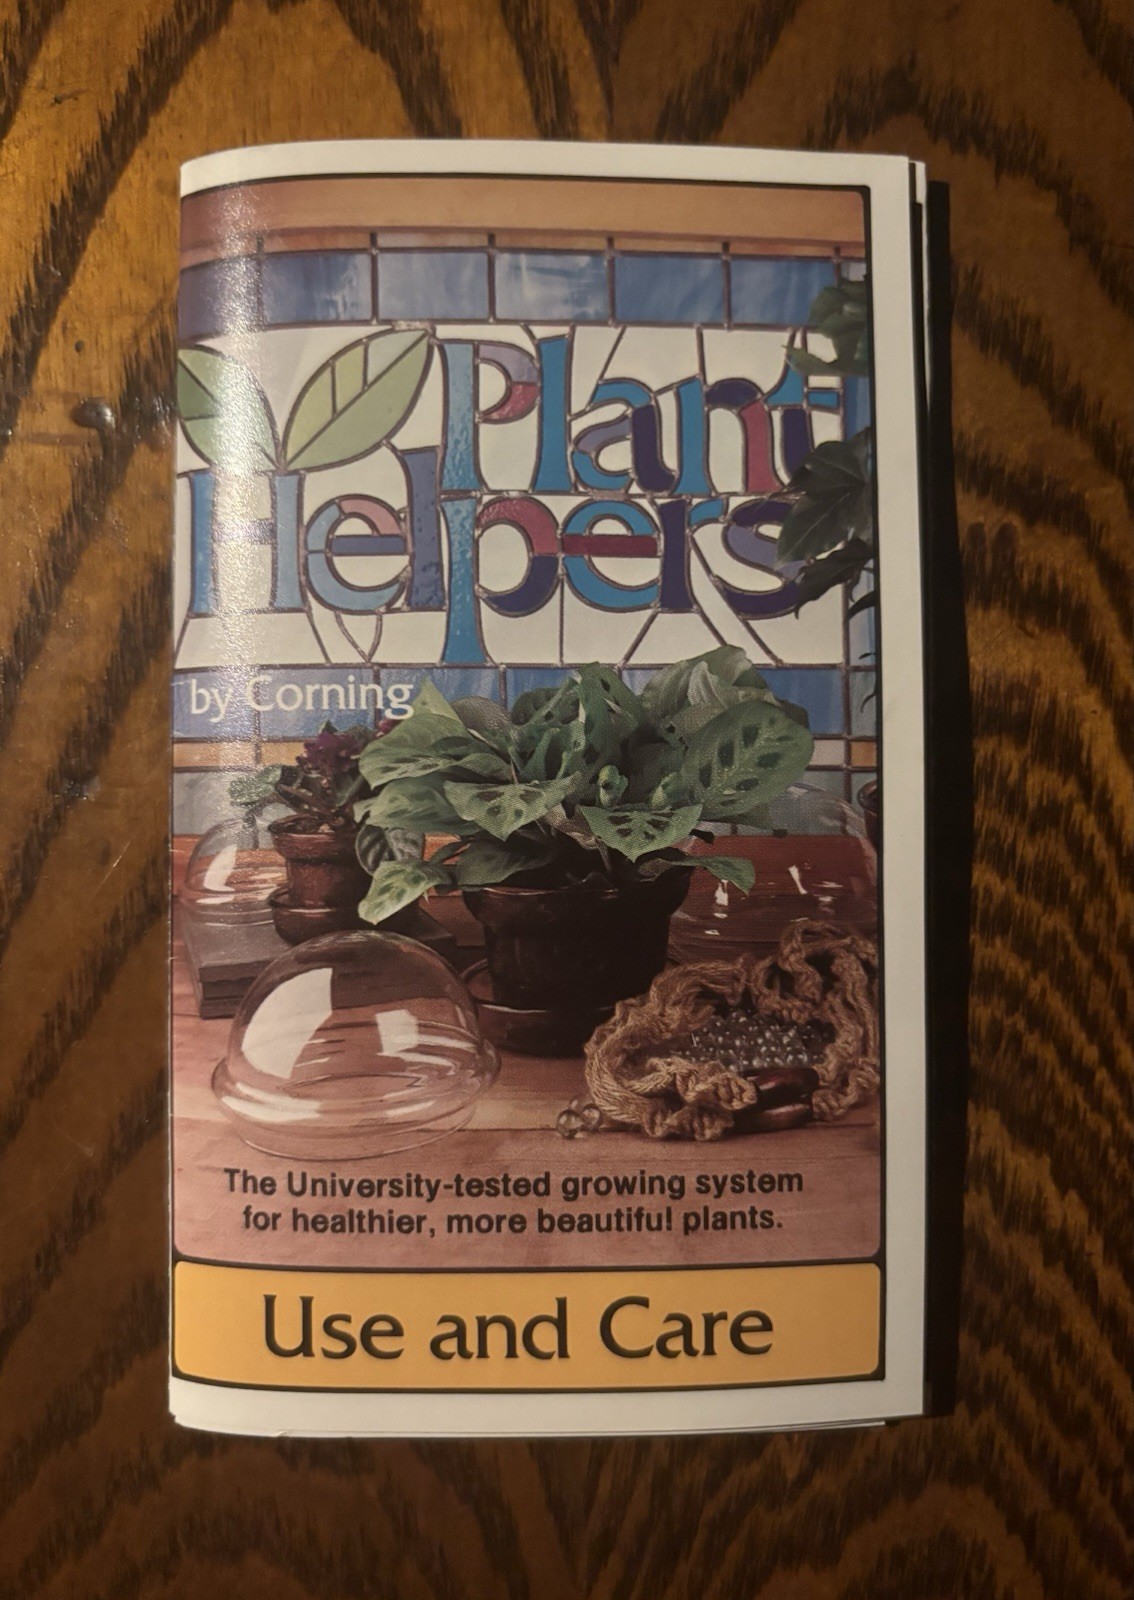 Plant
Helpers
by Corning
The University-tested growing system
for healthier, more beautiful plants.
Use and Care